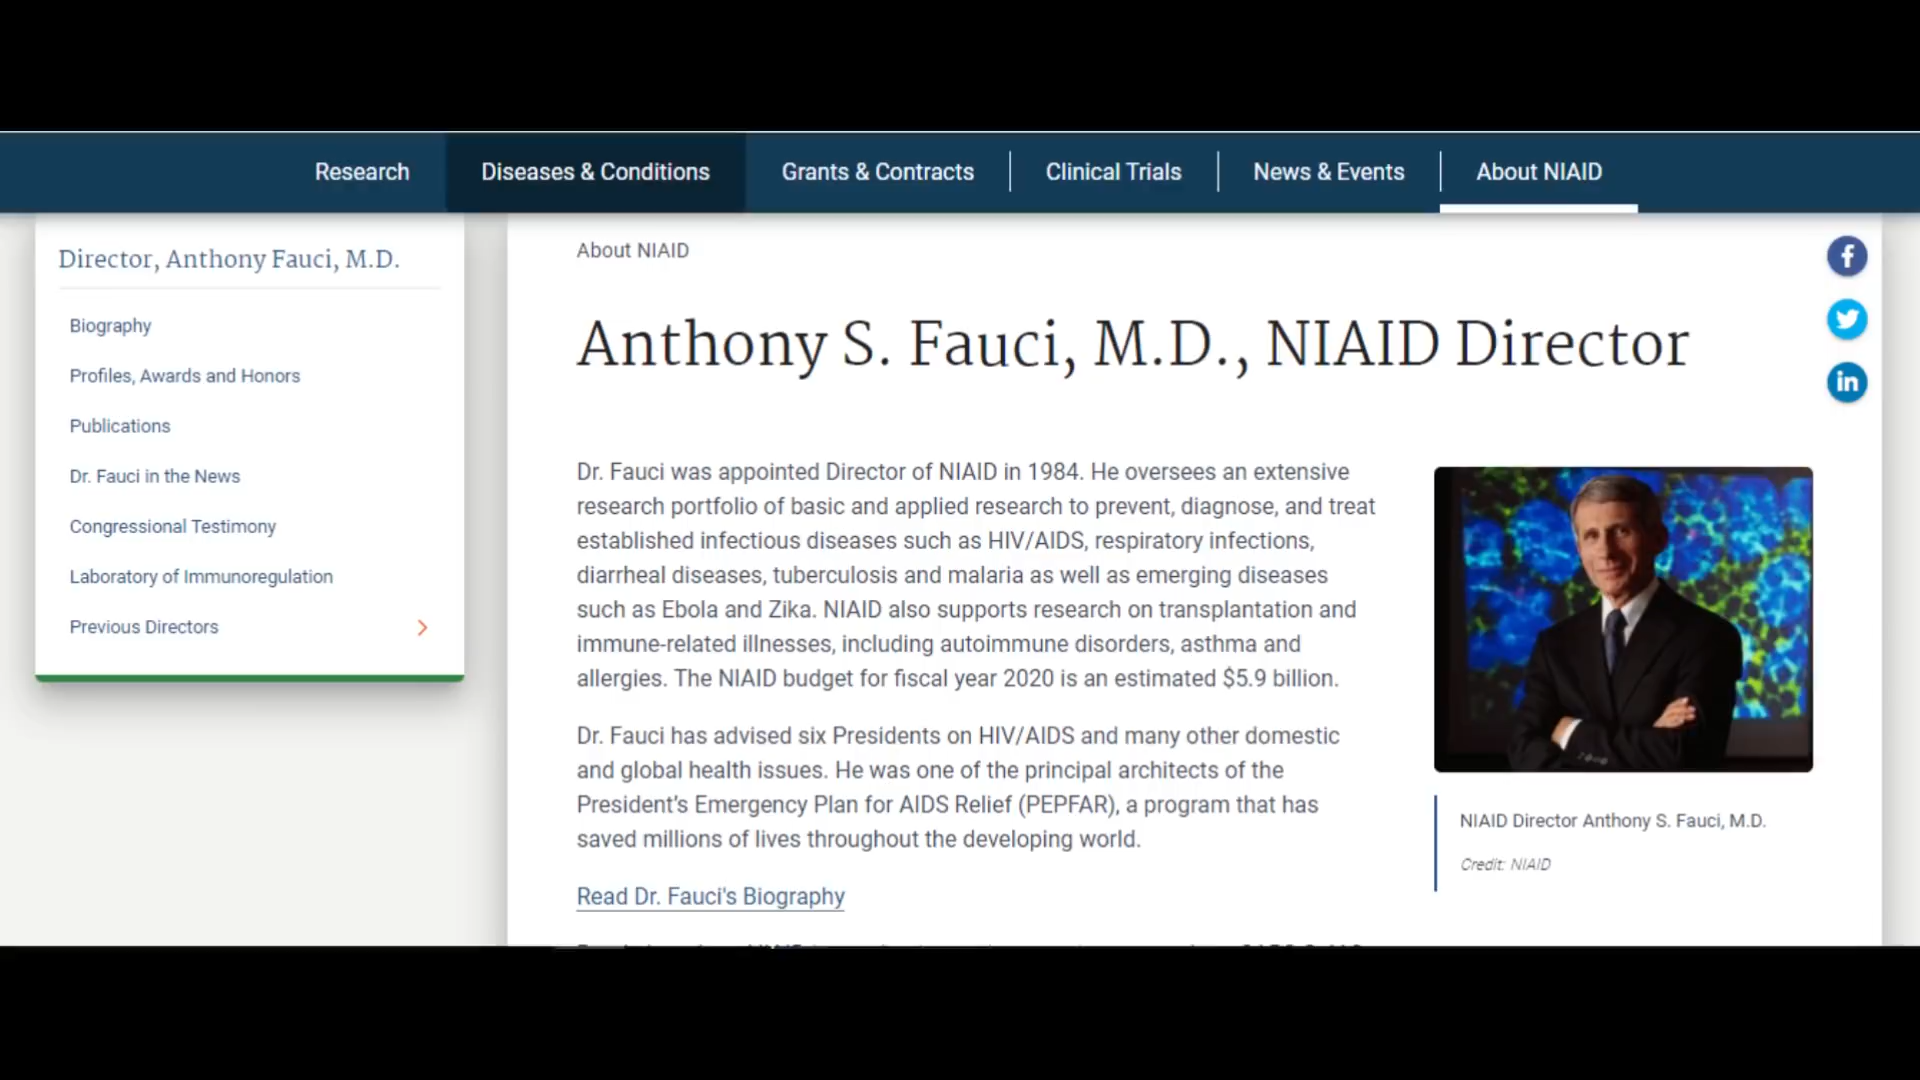 Research
Diseases & Conditions
Grants & Contracts
Clinical Trials
News & Events
About NIAID
Director, Anthony Fauci, M.D.
Biography
Profiles, Awards and Honors
Publications
Dr. Fauci in the News
Congressional Testimony
Laboratory of Immunoregulation
Previous Directors
About NIAID
Anthony S. Fauci, M.D., NIAID Director
Dr. Fauci was appointed Director of NIAID in 1984. He oversees an extensive
research portfolio of basic and applied research to prevent, diagnose, and treat
established infectious diseases such as HIV/AIDS, respiratory infections,
diarrheal diseases, tuberculosis and malaria as well as emerging diseases
such as Ebola and Zika. NIAID also supports research on transplantation and
immune-related illnesses, including autoimmune disorders, asthma and
allergies. The NIAID budget for fiscal year 2020 is an estimated $5.9 billion.
Dr. Fauci has advised six Presidents on HIV/AIDS and many other domestic
and global health issues. He was one of the principal architects of the
President's Emergency Plan for AIDS Relief (PEPFAR), a program that has
saved millions of lives throughout the developing world.
Read Dr. Fauci's Biography
NIAID Director Anthony S. Fauci, M.D.
Credit: NIAID
f
in